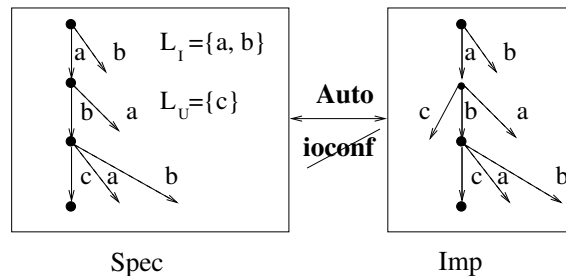 a b L_I={a, b}
b a L_U={c}
c a b
Spec
Auto
ioconf
a b
c b a
c a b
Imp